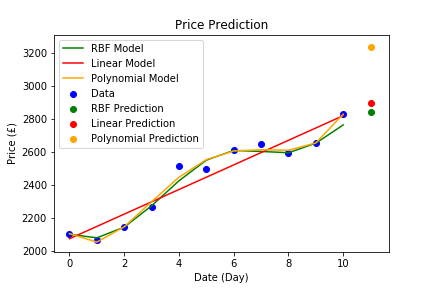 Price Prediction
RBF Model
Linear Model
Polynomial Model
Data
RBF Prediction
Linear Prediction
Polynomial Prediction
Price (£)
3200
3000
2800
2600
2400
2200
2000
0 2 4 6 8 10
Date (Day)